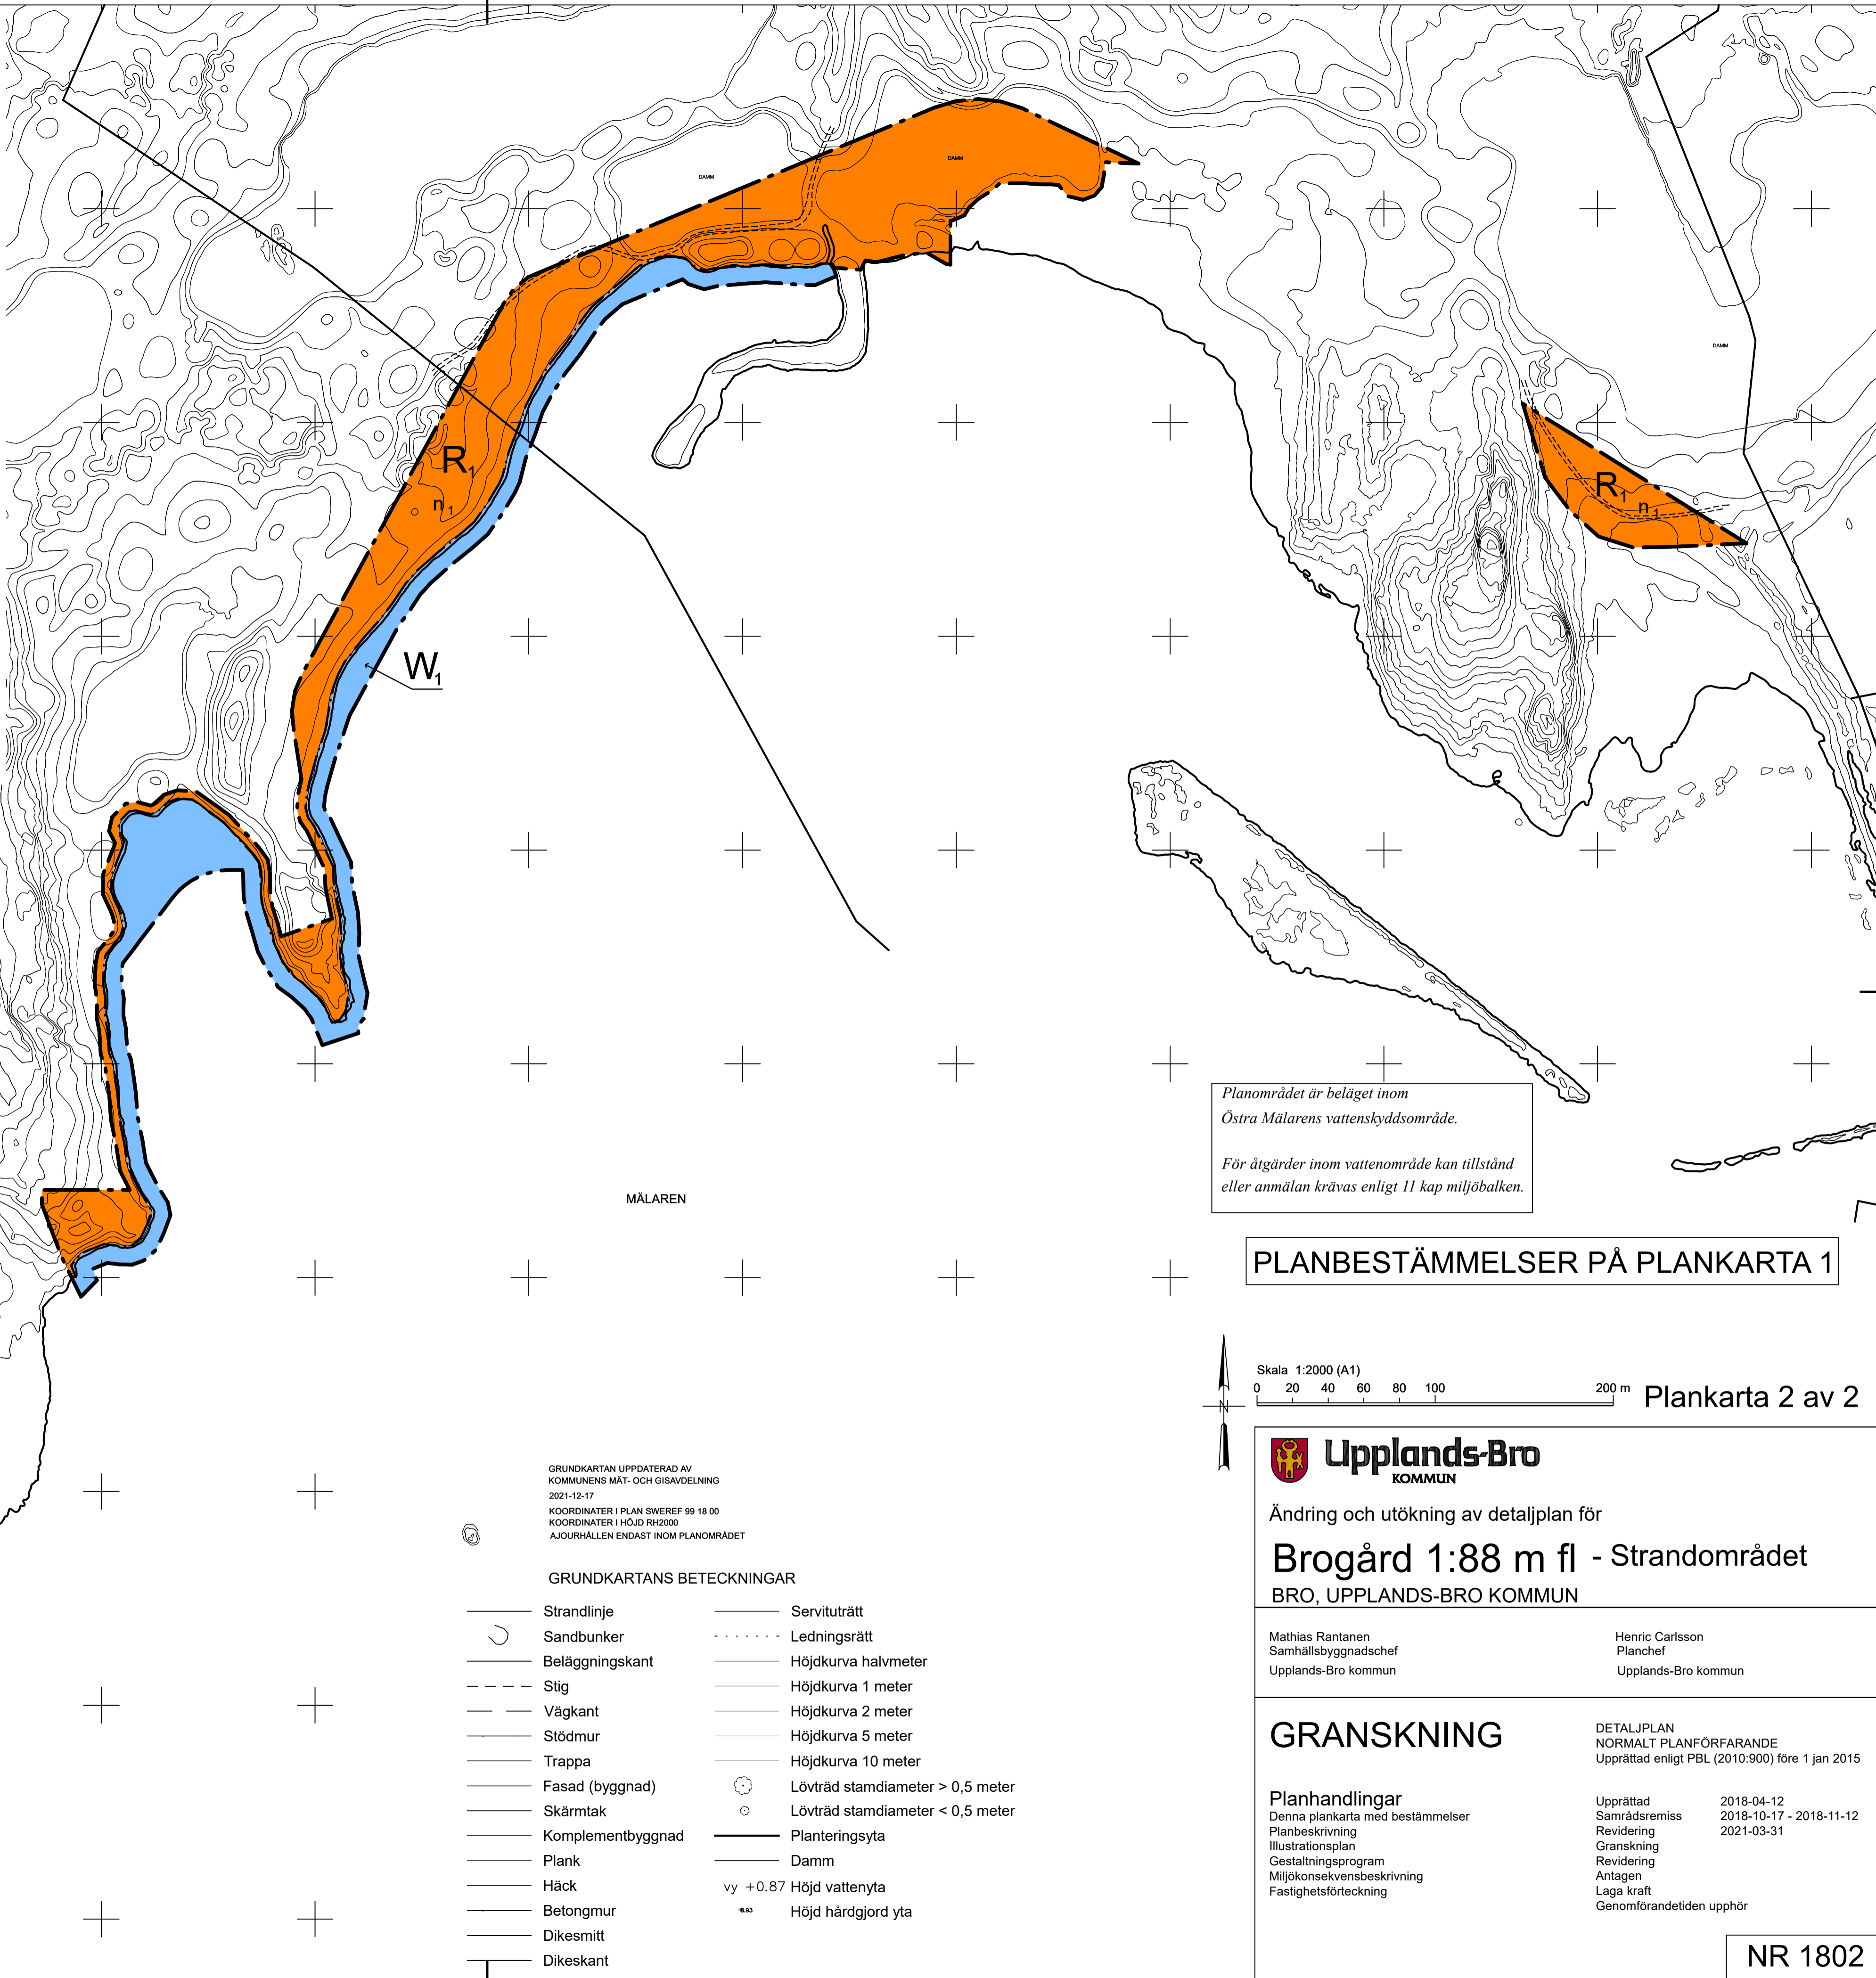 DAMM
DAMM
DAMM
R1
n1
R1
n1
W1
Planområdet är beläget inom
Östra Mälarens vattenskyddsområde.
För åtgärder inom vattenområde kan tillstånd
eller anmälan krävas enligt 11 kap miljöbalken.
MÄLAREN
PLANBESTÄMMELSER PÅ PLANKARTA 1
N
Skala 1:2000 (A1)
0 20 40 60 80 100 200 m
Plankarta 2 av 2
Upplands-Bro
KOMMUN
Ändring och utökning av detaljplan för
Brogård 1:88 m fl - Strandområdet
BRO, UPPLANDS-BRO KOMMUN
Mathias Rantanen
Samhällsbyggnadschef
Upplands-Bro kommun
Henric Carlsson
Planchef
Upplands-Bro kommun
GRANSKNING
DETALJPLAN
NORMALT PLANFÖRFARANDE
Upprättad enligt PBL (2010:900) före 1 jan 2015
Planhandlingar
Denna plankarta med bestämmelser
Planbeskrivning
Illustrationsplan
Gestaltningsprogram
Miljökonsekvensbeskrivning
Fastighetsförteckning
Upprättad 2018-04-12
Samrådsremiss 2018-10-17 - 2018-11-12
Revidering 2021-03-31
Granskning
Revidering
Antagen
Laga kraft
Genomförandetiden upphör
NR 1802
GRUNDKARTAN UPPDATERAD AV
KOMMUNENS MÄT- OCH GISAVDELNING
2021-12-17
KOORDINATER I PLAN SWEREF 99 18 00
KOORDINATER I HÖJD RH2000
AJOURHÅLLEN ENDAST INOM PLANOMRÅDET
GRUNDKARTANS BETECKNINGAR
Strandlinje
Sandbunker
Beläggningskant
Stig
Vägkant
Stödmur
Trappa
Fasad (byggnad)
Skärmtak
Komplementbyggnad
Plank
Häck
Betongmur
Dikesmitt
Dikeskant
Servituträtt
Ledningsrätt
Höjdkurva halvmeter
Höjdkurva 1 meter
Höjdkurva 2 meter
Höjdkurva 5 meter
Höjdkurva 10 meter
Lövträd stamdiameter > 0,5 meter
Lövträd stamdiameter < 0,5 meter
Planteringsyta
Damm
vy +0.87 Höjd vattenyta
Höjd hårdgjord yta